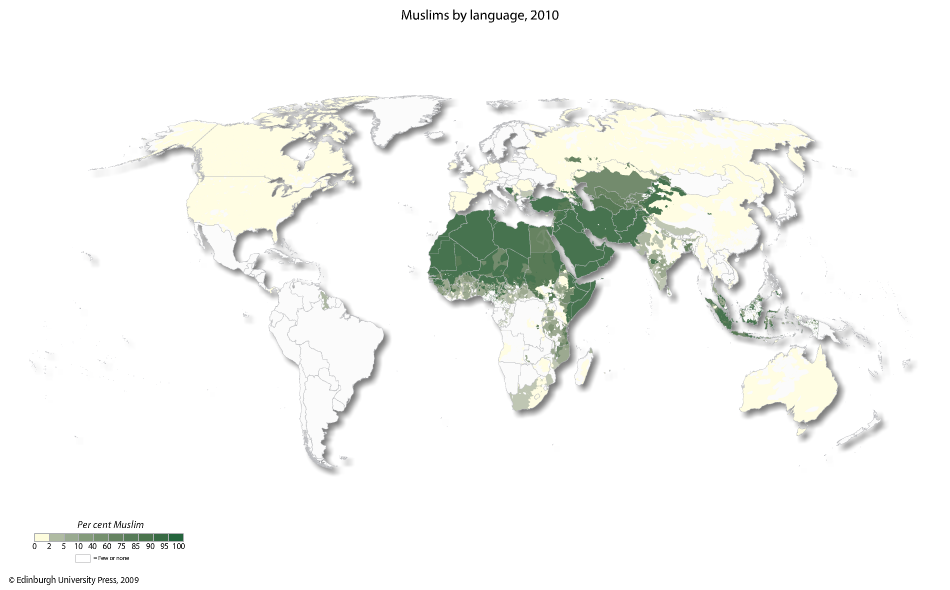 Muslims by language, 2010
Per cent Muslim
0 2 5 10 40 60 75 85 90 95 100
= Few or none
© Edinburgh University Press, 2009